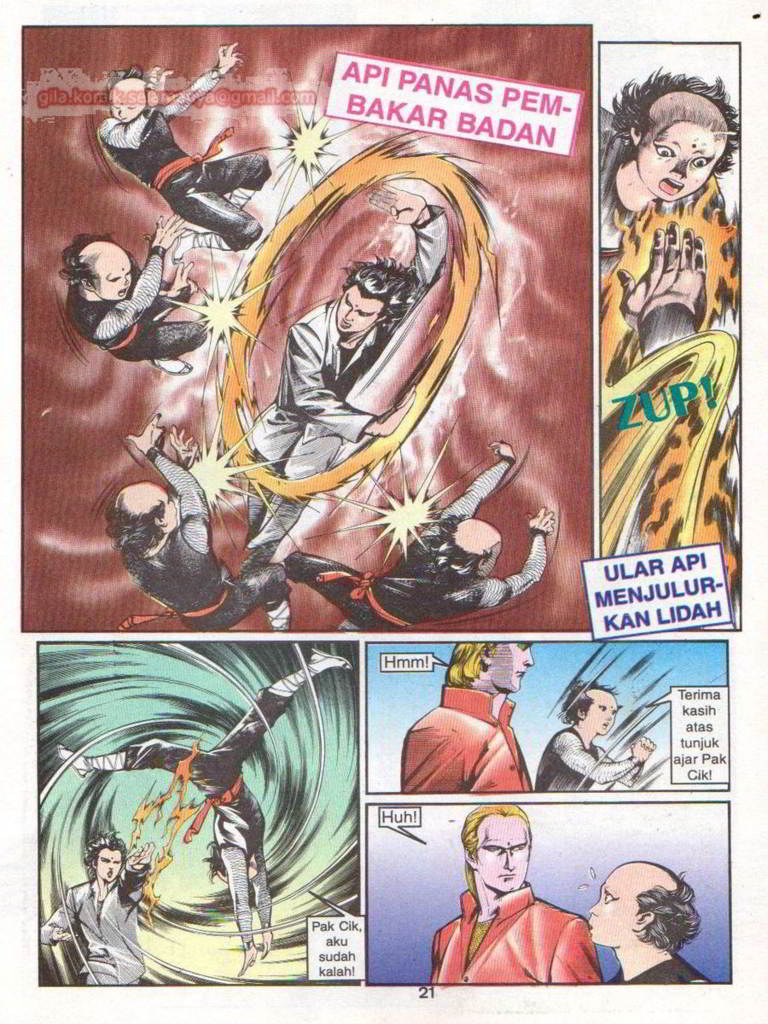 API PANAS PEM-
BAKAR BADAN
ZUP!
ULAR API
MENJULUR-
KAN LIDAH
Pak Cik,
aku
sudah
kalah!
Hmm!
Terima
kasih
atas
tunjuk
ajar Pak
Cik!
Huh!
21